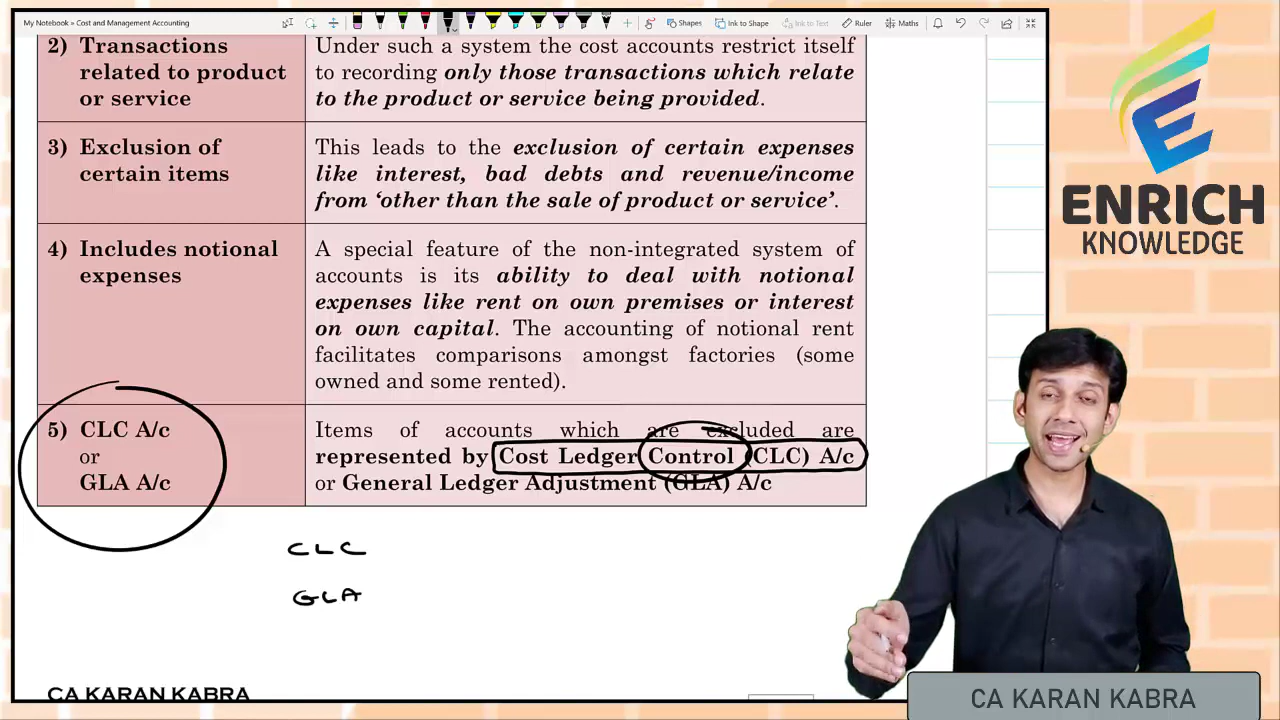 My Notebook » Cost and Management Accounting
Shapes
Ink to Shape
Ink to Text
Ruler
Maths
2) Transactions related to product or service
Under such a system the cost accounts restrict itself
to recording only those transactions which relate
to the product or service being provided.
3) Exclusion of certain items
This leads to the exclusion of certain expenses
like interest, bad debts and revenue/income
from ‘other than the sale of product or service’.
4) Includes notional expenses
A special feature of the non-integrated system of
accounts is its ability to deal with notional
expenses like rent on own premises or interest
on own capital. The accounting of notional rent
facilitates comparisons amongst factories (some
owned and some rented).
5) CLC A/c
or
GLA A/c
Items of accounts which are excluded are
represented by Cost Ledger Control (CLC) A/c
or General Ledger Adjustment (GLA) A/c
CLC
GLA
CA KARAN KABRA
ENRICH
KNOWLEDGE
CA KARAN KABRA